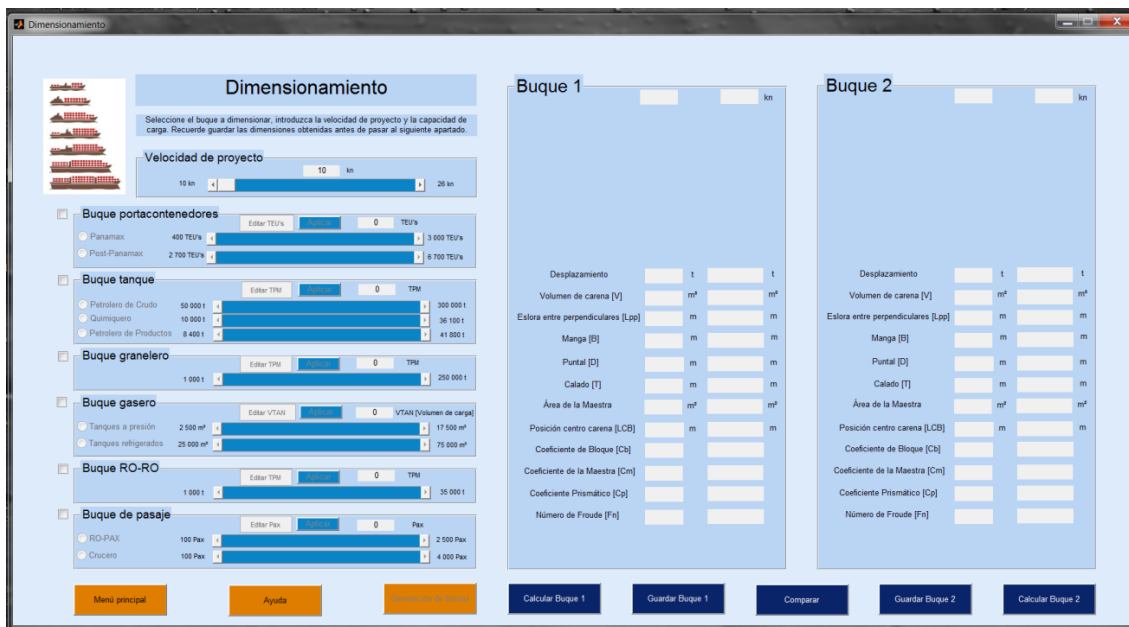 Dimensionamiento
Dimensionamiento
Seleccione el buque a dimensionar, introduzca la velocidad de proyecto y la capacidad de
carga. Recuerde guardar las dimensiones obtenidas antes de pasar al siguiente apartado.
Velocidad de proyecto
10 kn
10 kn 26 kn
Buque portacontenedores
Editar TEU's Aplicar 0 TEU's
Panamax 400 TEU's 3 000 TEU's
Post-Panamax 2 700 TEU's 6 700 TEU's
Buque tanque
Editar TPM Aplicar 0 TPM
Petrolero de Crudo 50 000 t 300 000 t
Quimiquero 10 000 t 36 100 t
Petrolero de Productos 8 400 t 41 800 t
Buque granelero
Editar TPM Aplicar 0 TPM
1 000 t 250 000 t
Buque gasero
Editar VTAN Aplicar 0 VTAN [Volumen de carga]
Tanques a presión 2 500 m³ 17 500 m³
Tanques refrigerados 25 000 m³ 75 000 m³
Buque RO-RO
Editar TPM Aplicar 0 TPM
1 000 t 35 000 t
Buque de pasaje
Editar Pax Aplicar 0 Pax
RO-PAX 100 Pax 2 500 Pax
Crucero 100 Pax 4 000 Pax
Menú principal
Ayuda
Buque 1
kn
Desplazamiento t t
Volumen de carena [V] m³ m³
Eslora entre perpendiculares [Lpp] m m
Manga [B] m m
Puntal [D] m m
Calado [T] m m
Área de la Maestra m² m²
Posición centro carena [LCB] m m
Coeficiente de Bloque [Cb]
Coeficiente de la Maestra [Cm]
Coeficiente Prismático [Cp]
Número de Froude [Fn]
Buque 2
kn
Desplazamiento t t
Volumen de carena [V] m³ m³
Eslora entre perpendiculares [Lpp] m m
Manga [B] m m
Puntal [D] m m
Calado [T] m m
Área de la Maestra m² m²
Posición centro carena [LCB] m m
Coeficiente de Bloque [Cb]
Coeficiente de la Maestra [Cm]
Coeficiente Prismático [Cp]
Número de Froude [Fn]
Calcular Buque 1
Guardar Buque 1
Comparar
Guardar Buque 2
Calcular Buque 2